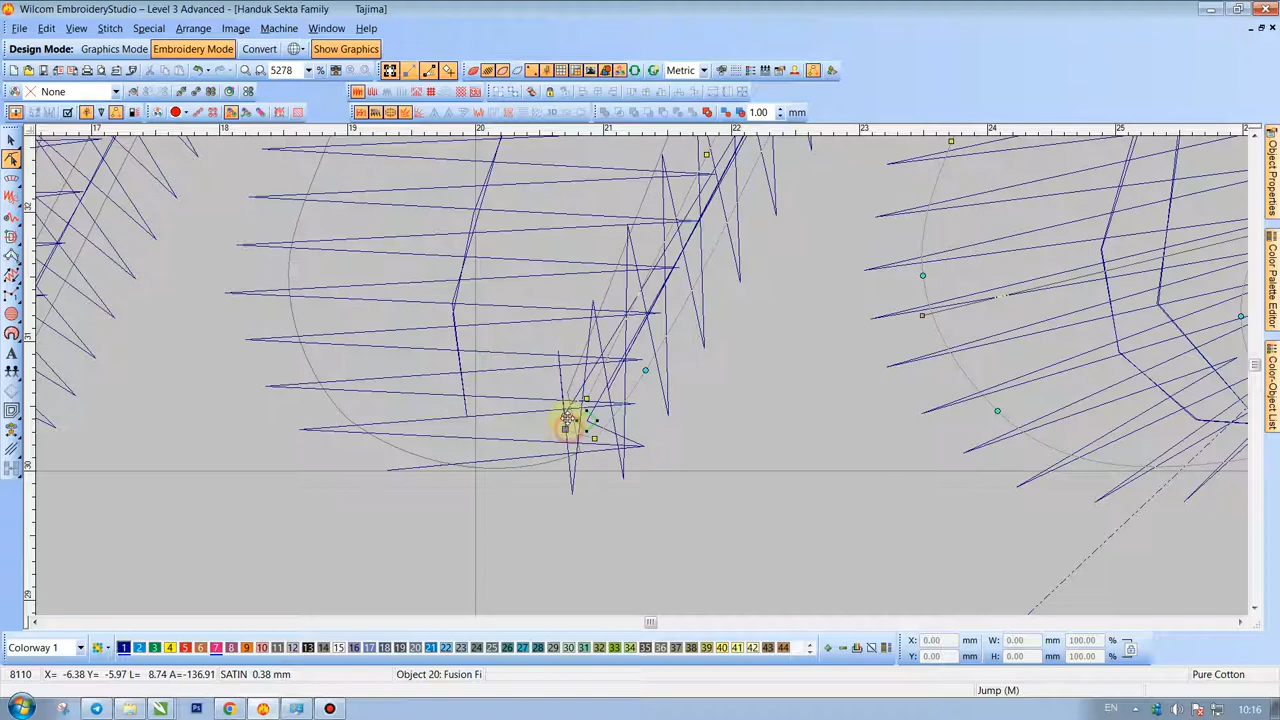 Wilcom EmbroideryStudio – Level 3 Advanced - [Handuk Sekta Family Tajima]
File Edit View Stitch Special Arrange Image Machine Window Help
Design Mode: Graphics Mode Embroidery Mode Convert Show Graphics
5278 % Metric
None
1.00 mm
17 18 19 20 21 22 23 24 25 2
32
31
30
29
Object Properties
Color Palette Editor
Color-Object List
Colorway 1 1 2 3 4 5 6 7 8 9 10 11 12 13 14 15 16 17 18 19 20 21 22 23 24 25 26 27 28 29 30 31 32 33 34 35 36 37 38 39 40 41 42 43 44
X: 0.00 mm W: 0.00 mm 100.00 %
Y: 0.00 mm H: 0.00 mm 100.00 %
8110 X= -6.38 Y= -5.97 L= 8.74 A=-136.91 SATIN 0.38 mm Object 20: Fusion Fi Pure Cotton
Jump (M)
EN 10:16